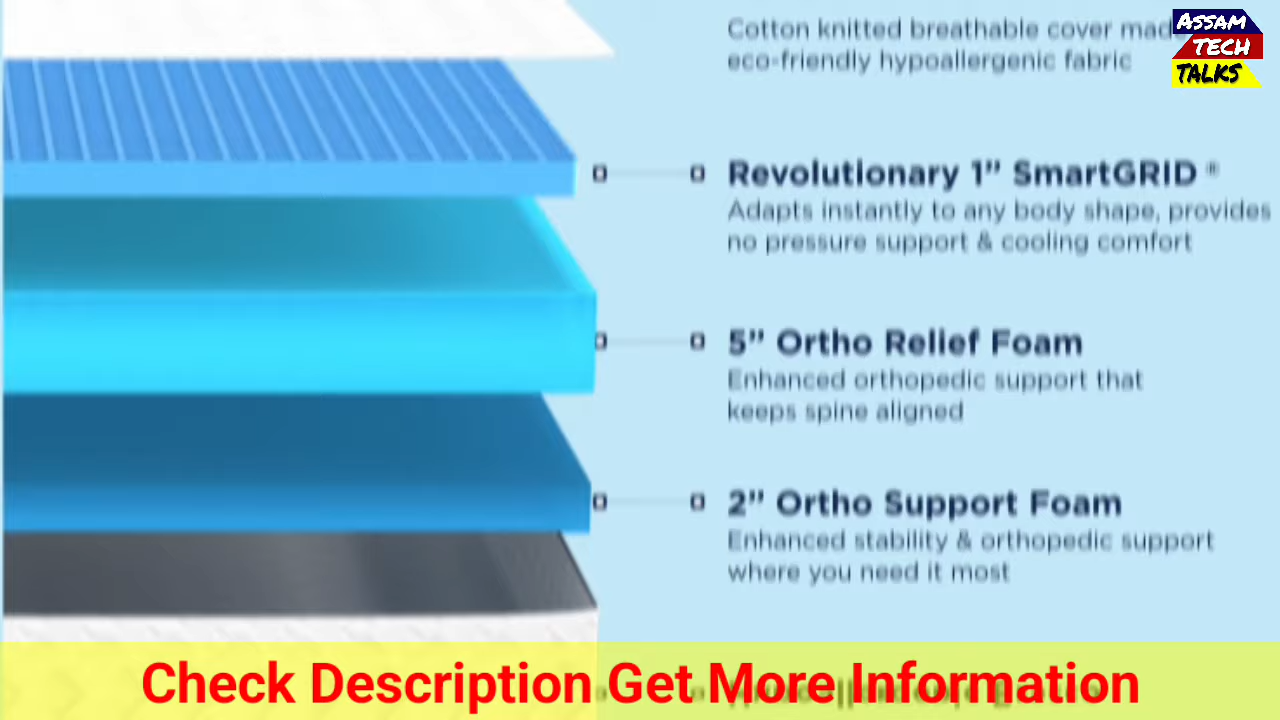 Cotton knitted breathable cover
eco-friendly hypoallergenic fabric
ASSAM
TECH
TALKS
Revolutionary 1” SmartGRID ®
Adapts instantly to any body shape, provides
no pressure support & cooling comfort
5” Ortho Relief Foam
Enhanced orthopedic support that
keeps spine aligned
2” Ortho Support Foam
Enhanced stability & orthopedic support
where you need it most
Check Description Get More Information